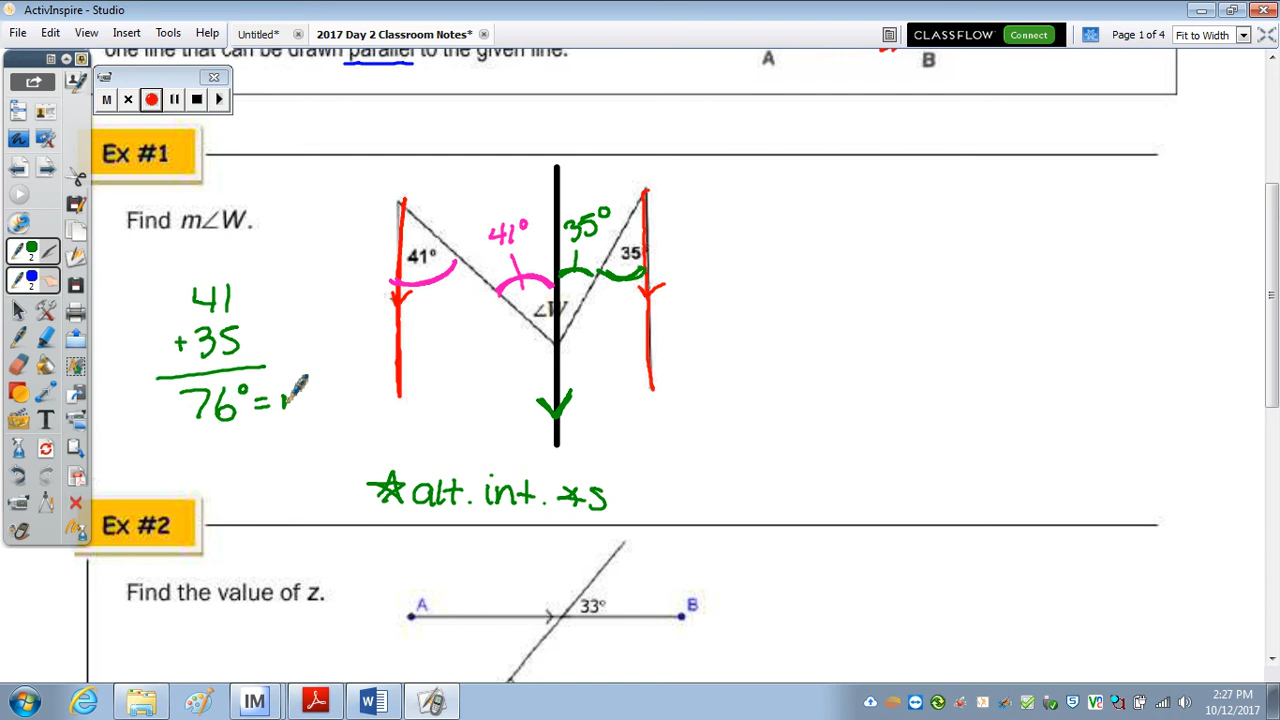 ActivInspire - Studio
File Edit View Insert Tools Help Untitled* 2017 Day 2 Classroom Notes* CLASSFLOW Connect Page 1 of 4 Fit to Width
one line that can be drawn parallel to the given line.
A B
M
Ex #1
Find m∠W.
41° 41° 35° 35
∠W
41
+35
76° =
☆alt. int. ∡s
Ex #2
Find the value of z.
A 33° B
2 2
T
IM W
2:27 PM
10/12/2017